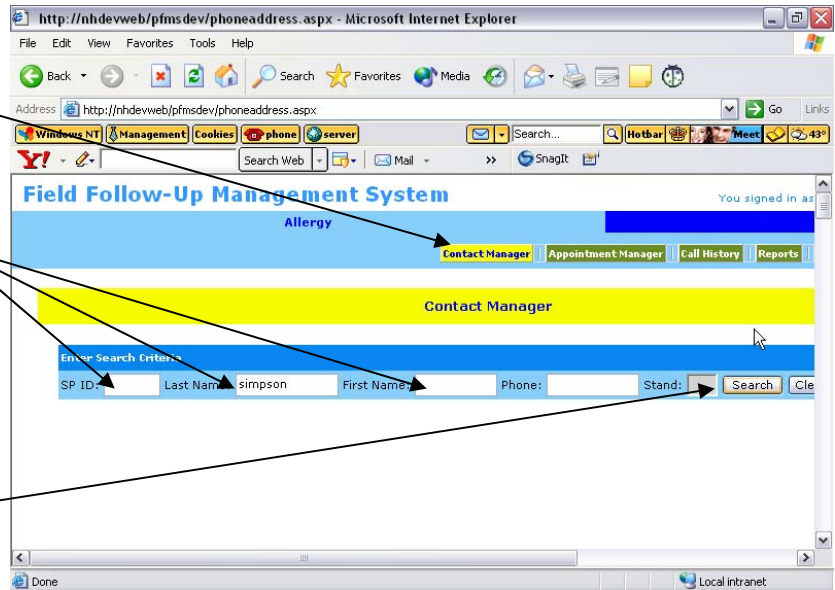 http://nhdevweb/pfmsdev/phoneaddress.aspx - Microsoft Internet Explorer
File Edit View Favorites Tools Help
Back Search Favorites Media
Address http://nhdevweb/pfmsdev/phoneaddress.aspx Go Links
Windows NT Management Cookies phone server Search... Hotbar Meet 43°
Y! Search Web Mail >> SnagIt
Field Follow-Up Management System You signed in as
Allergy
Contact Manager Appointment Manager Call History Reports
Contact Manager
Enter Search Criteria
SP ID: Last Name: simpson First Name: Phone: Stand: Search Cle
Done Local intranet